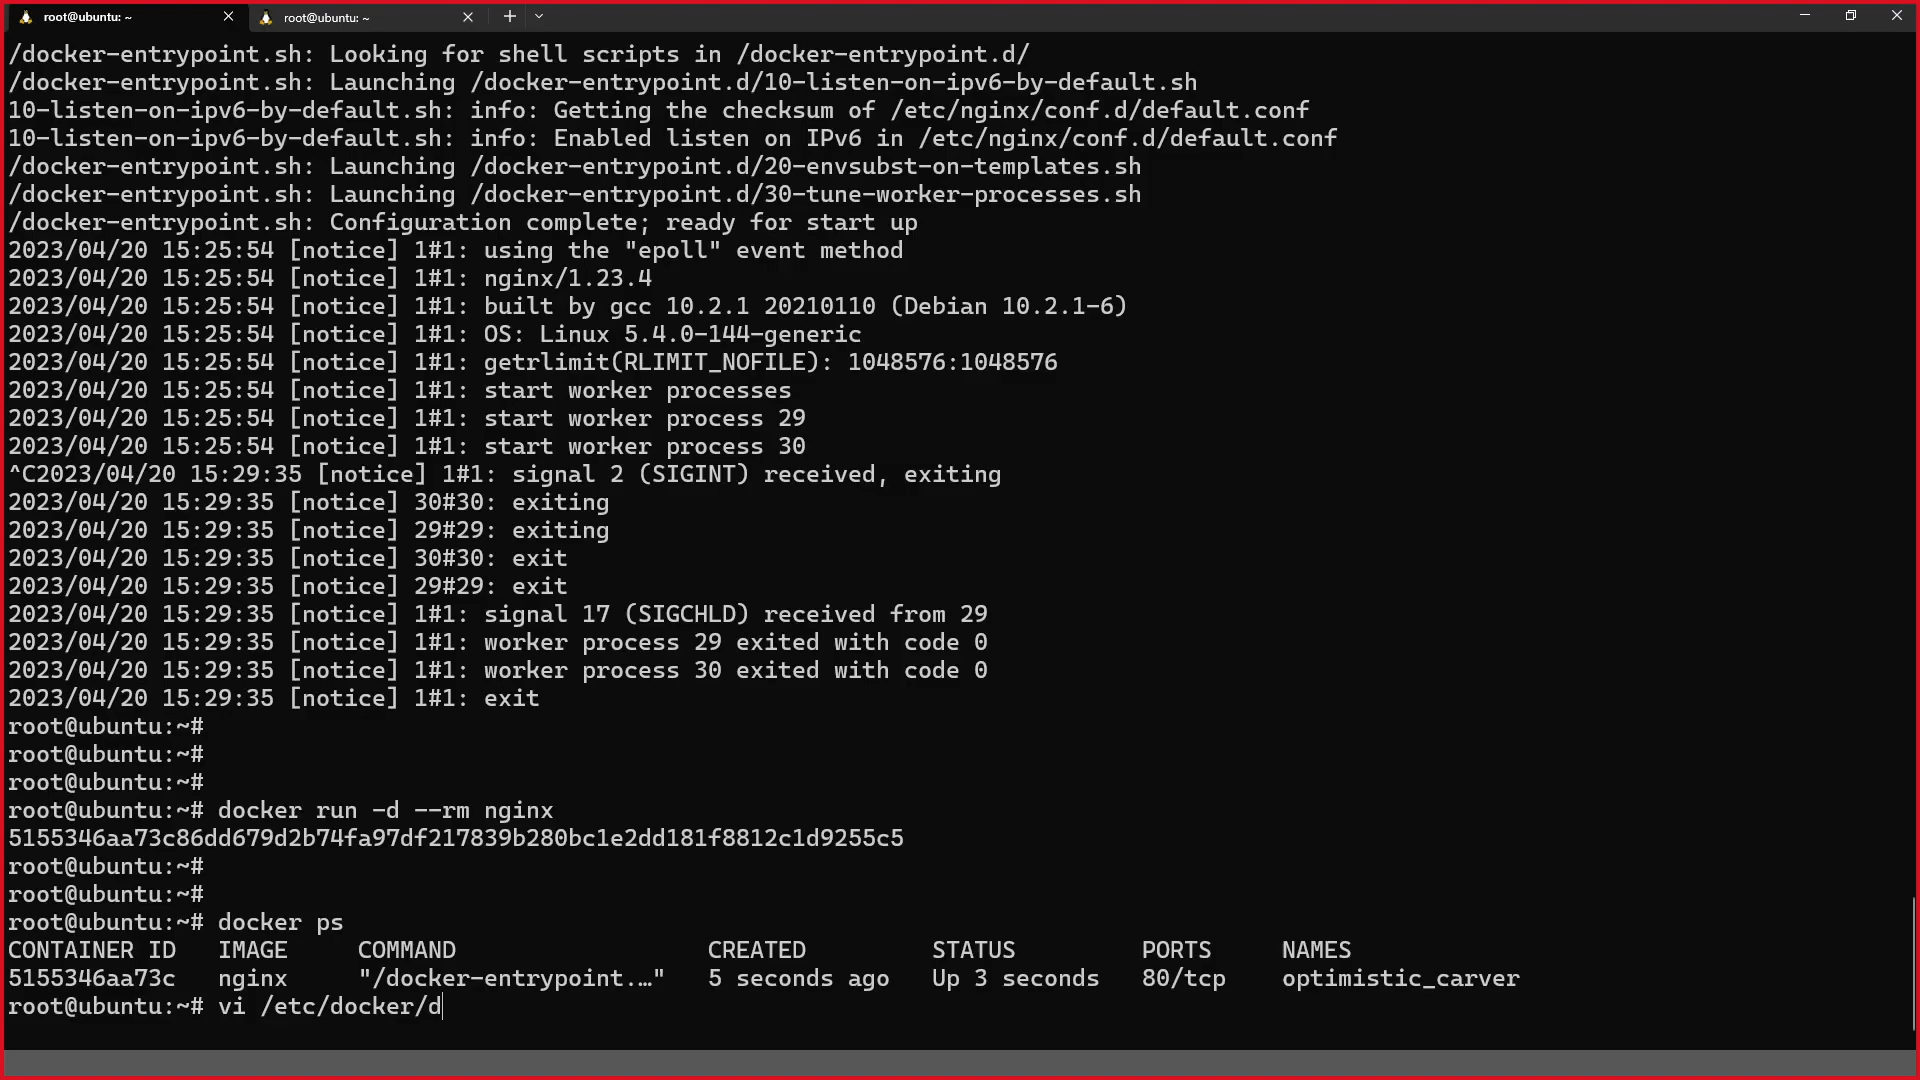 root@ubuntu: ~
root@ubuntu: ~
/docker-entrypoint.sh: Looking for shell scripts in /docker-entrypoint.d/
/docker-entrypoint.sh: Launching /docker-entrypoint.d/10-listen-on-ipv6-by-default.sh
10-listen-on-ipv6-by-default.sh: info: Getting the checksum of /etc/nginx/conf.d/default.conf
10-listen-on-ipv6-by-default.sh: info: Enabled listen on IPv6 in /etc/nginx/conf.d/default.conf
/docker-entrypoint.sh: Launching /docker-entrypoint.d/20-envsubst-on-templates.sh
/docker-entrypoint.sh: Launching /docker-entrypoint.d/30-tune-worker-processes.sh
/docker-entrypoint.sh: Configuration complete; ready for start up
2023/04/20 15:25:54 [notice] 1#1: using the "epoll" event method
2023/04/20 15:25:54 [notice] 1#1: nginx/1.23.4
2023/04/20 15:25:54 [notice] 1#1: built by gcc 10.2.1 20210110 (Debian 10.2.1-6)
2023/04/20 15:25:54 [notice] 1#1: OS: Linux 5.4.0-144-generic
2023/04/20 15:25:54 [notice] 1#1: getrlimit(RLIMIT_NOFILE): 1048576:1048576
2023/04/20 15:25:54 [notice] 1#1: start worker processes
2023/04/20 15:25:54 [notice] 1#1: start worker process 29
2023/04/20 15:25:54 [notice] 1#1: start worker process 30
^C2023/04/20 15:29:35 [notice] 1#1: signal 2 (SIGINT) received, exiting
2023/04/20 15:29:35 [notice] 30#30: exiting
2023/04/20 15:29:35 [notice] 29#29: exiting
2023/04/20 15:29:35 [notice] 30#30: exit
2023/04/20 15:29:35 [notice] 29#29: exit
2023/04/20 15:29:35 [notice] 1#1: signal 17 (SIGCHLD) received from 29
2023/04/20 15:29:35 [notice] 1#1: worker process 29 exited with code 0
2023/04/20 15:29:35 [notice] 1#1: worker process 30 exited with code 0
2023/04/20 15:29:35 [notice] 1#1: exit
root@ubuntu:~#
root@ubuntu:~#
root@ubuntu:~#
root@ubuntu:~# docker run -d --rm nginx
5155346aa73c86dd679d2b74fa97df217839b280bc1e2dd181f8812c1d9255c5
root@ubuntu:~#
root@ubuntu:~#
root@ubuntu:~# docker ps
CONTAINER ID IMAGE COMMAND CREATED STATUS PORTS NAMES
5155346aa73c nginx "/docker-entrypoint.…" 5 seconds ago Up 3 seconds 80/tcp optimistic_carver
root@ubuntu:~# vi /etc/docker/d